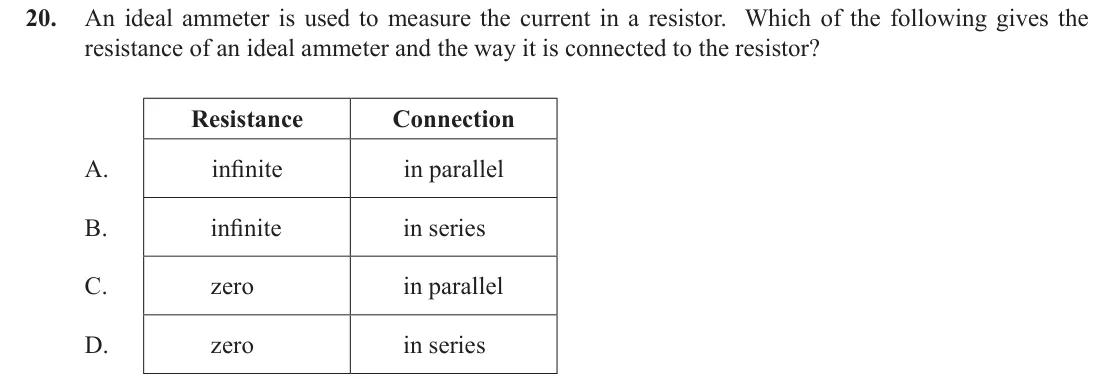 20. An ideal ammeter is used to measure the current in a resistor. Which of the following gives the
resistance of an ideal ammeter and the way it is connected to the resistor?
Resistance Connection
A. infinite in parallel
B. infinite in series
C. zero in parallel
D. zero in series